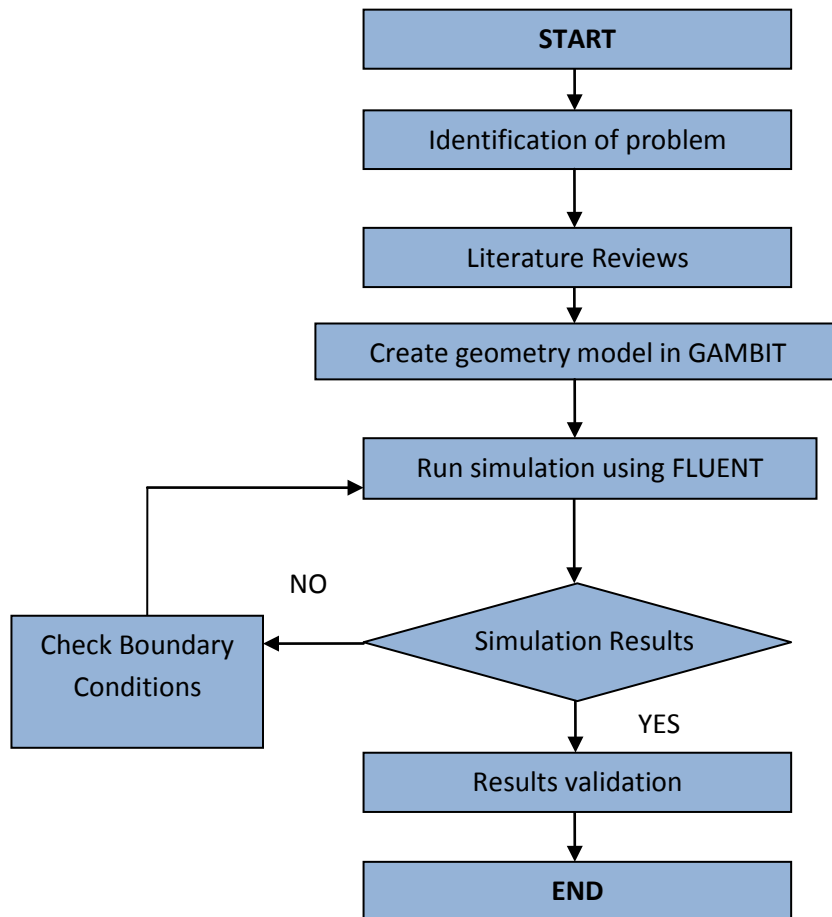 START
Identification of problem
Literature Reviews
Create geometry model in GAMBIT
Run simulation using FLUENT
NO
Check Boundary
Conditions
Simulation Results
YES
Results validation
END